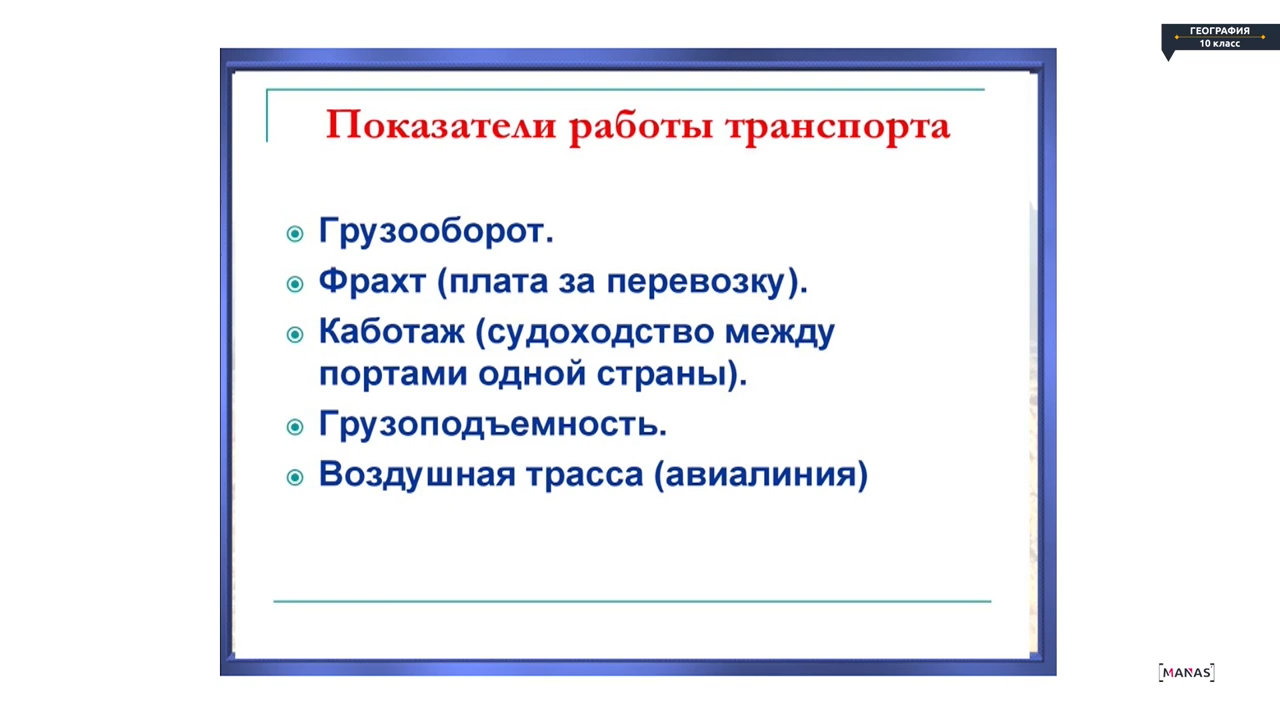 ГЕОГРАФИЯ
10 класс
Показатели работы транспорта
Грузооборот.
Фрахт (плата за перевозку).
Каботаж (судоходство между
портами одной страны).
Грузоподъемность.
Воздушная трасса (авиалиния)
[MANAS]